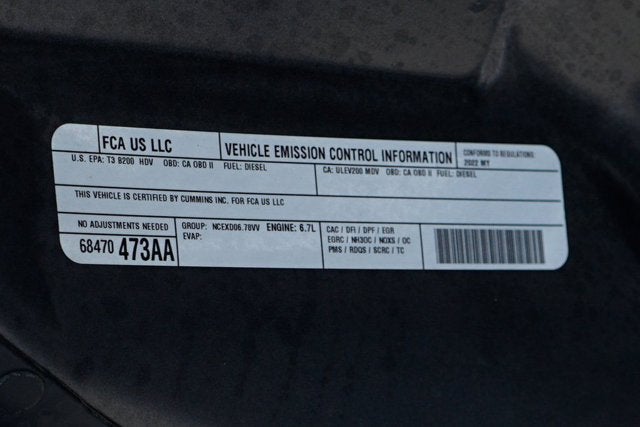 FCA US LLC
VEHICLE EMISSION CONTROL INFORMATION
CONFORMS TO REGULATIONS:
2022 MY
U.S. EPA: T3 B200 HDV OBD: CA OBD II FUEL: DIESEL
CA: ULEV200 MDV OBD: CA OBD II FUEL: DIESEL
THIS VEHICLE IS CERTIFIED BY CUMMINS INC. FOR FCA US LLC
NO ADJUSTMENTS NEEDED
68470 473AA
GROUP: NCEXD06.78VV ENGINE: 6.7L
EVAP:
CAC / DFI / DPF / EGR
EGRC / NH3OC / NOXS / OC
PMS / RDQS / SCRC / TC